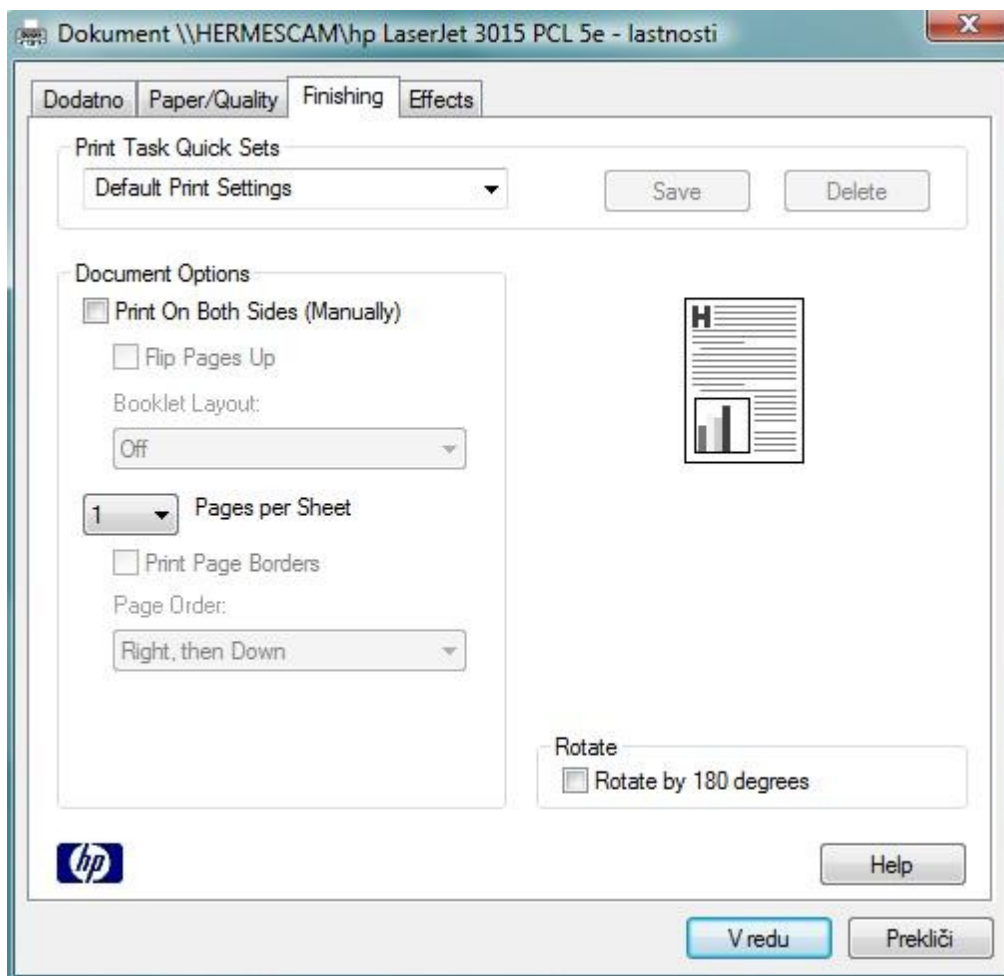 Dokument \\HERMESCAM\hp LaserJet 3015 PCL 5e - lastnosti
Dodatno Paper/Quality Finishing Effects
Print Task Quick Sets
Default Print Settings Save Delete
Document Options
Print On Both Sides (Manually)
Flip Pages Up
Booklet Layout:
Off
1 Pages per Sheet
Print Page Borders
Page Order:
Right, then Down
H
Rotate
Rotate by 180 degrees
hp
Help
V redu Prekliči